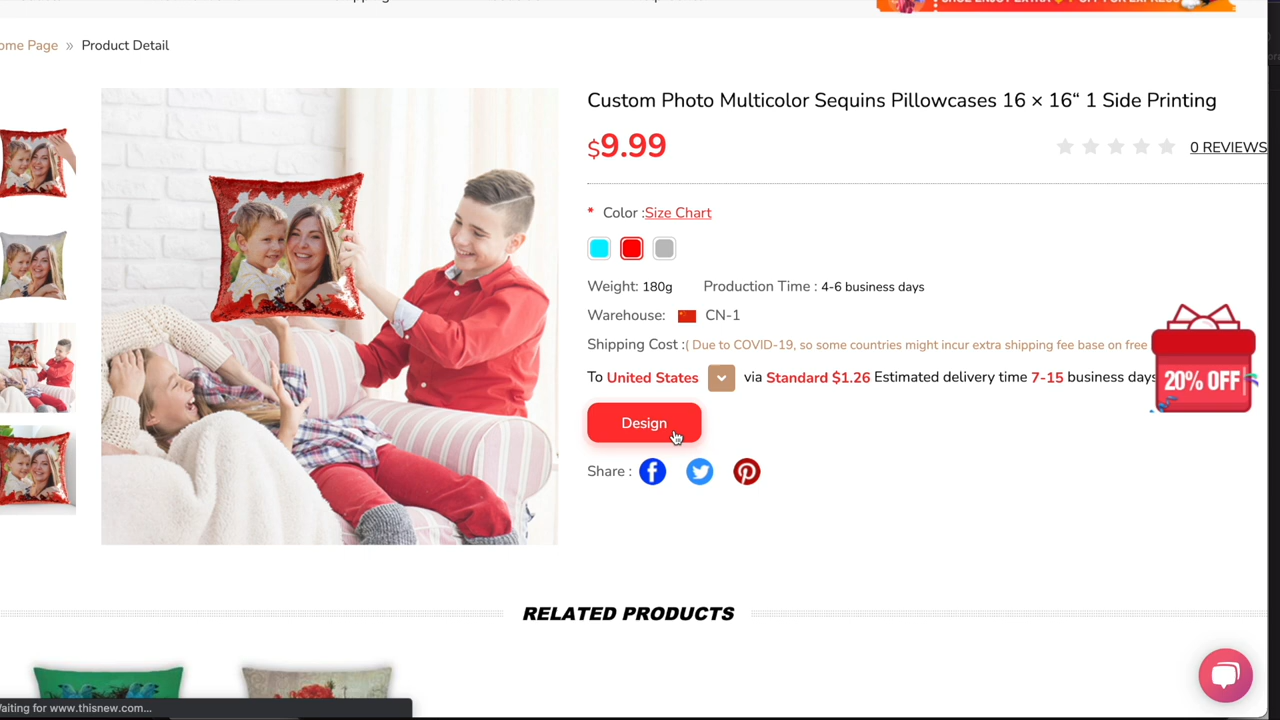 ome Page » Product Detail
Custom Photo Multicolor Sequins Pillowcases 16 × 16“ 1 Side Printing
$9.99
0 REVIEWS
* Color :Size Chart
Weight: 180g Production Time : 4-6 business days
Warehouse: CN-1
Shipping Cost :( Due to COVID-19, so some countries might incur extra shipping fee base on free
To United States via Standard $1.26 Estimated delivery time 7-15 business days
20% OFF
Design
Share :
RELATED PRODUCTS
aiting for www.thisnew.com...